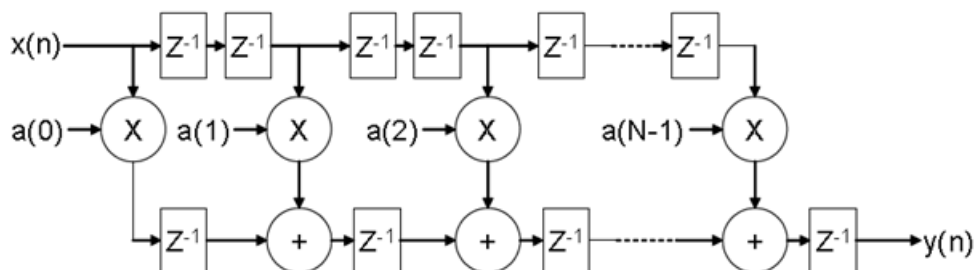 x(n) Z-1 Z-1 Z-1 Z-1 Z-1 Z-1
a(0) X a(1) X a(2) X a(N-1) X
Z-1 + Z-1 + Z-1 + Z-1 y(n)